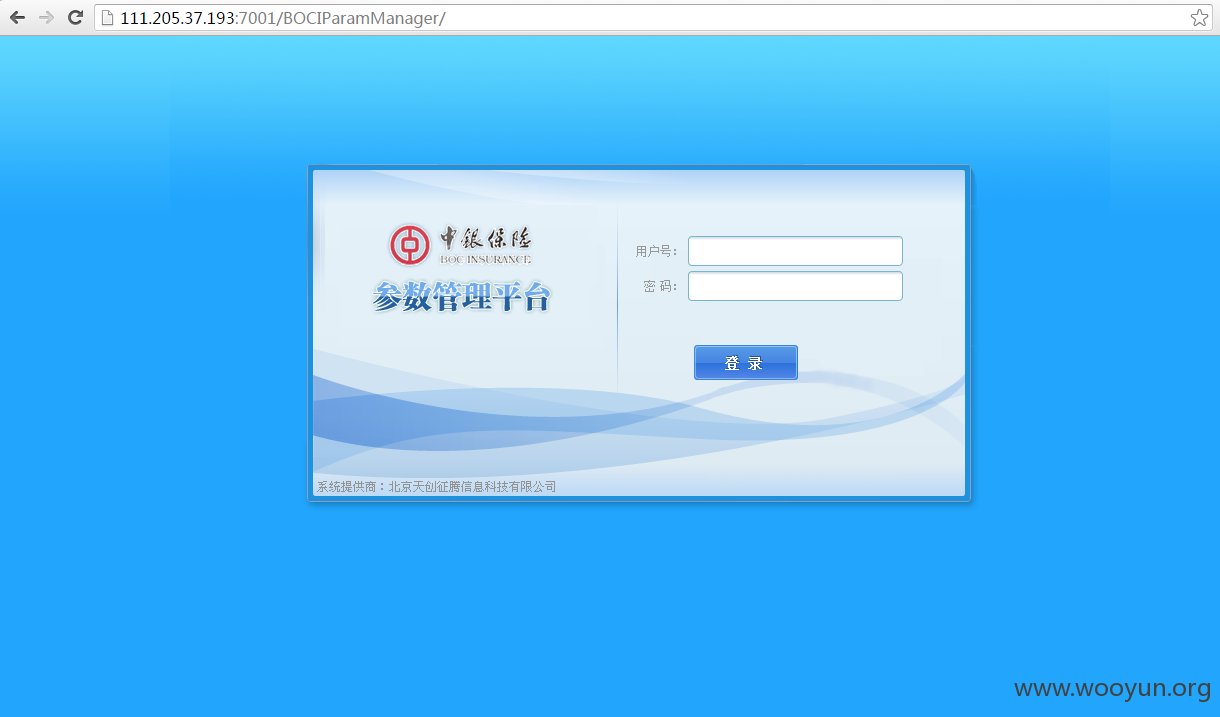 111.205.37.193:7001/BOCIParamManager/
中银保险
BOC INSURANCE
参数管理平台
用户号:
密 码:
登 录
系统提供商：北京天创征腾信息科技有限公司
www.wooyun.org